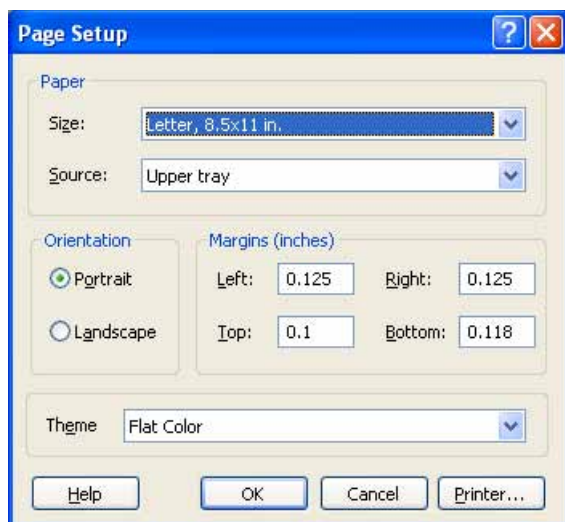 Page Setup
Paper
Size: Letter, 8.5x11 in.
Source: Upper tray
Orientation
Portrait
Landscape
Margins (inches)
Left: 0.125 Right: 0.125
Top: 0.1 Bottom: 0.118
Theme Flat Color
Help OK Cancel Printer...